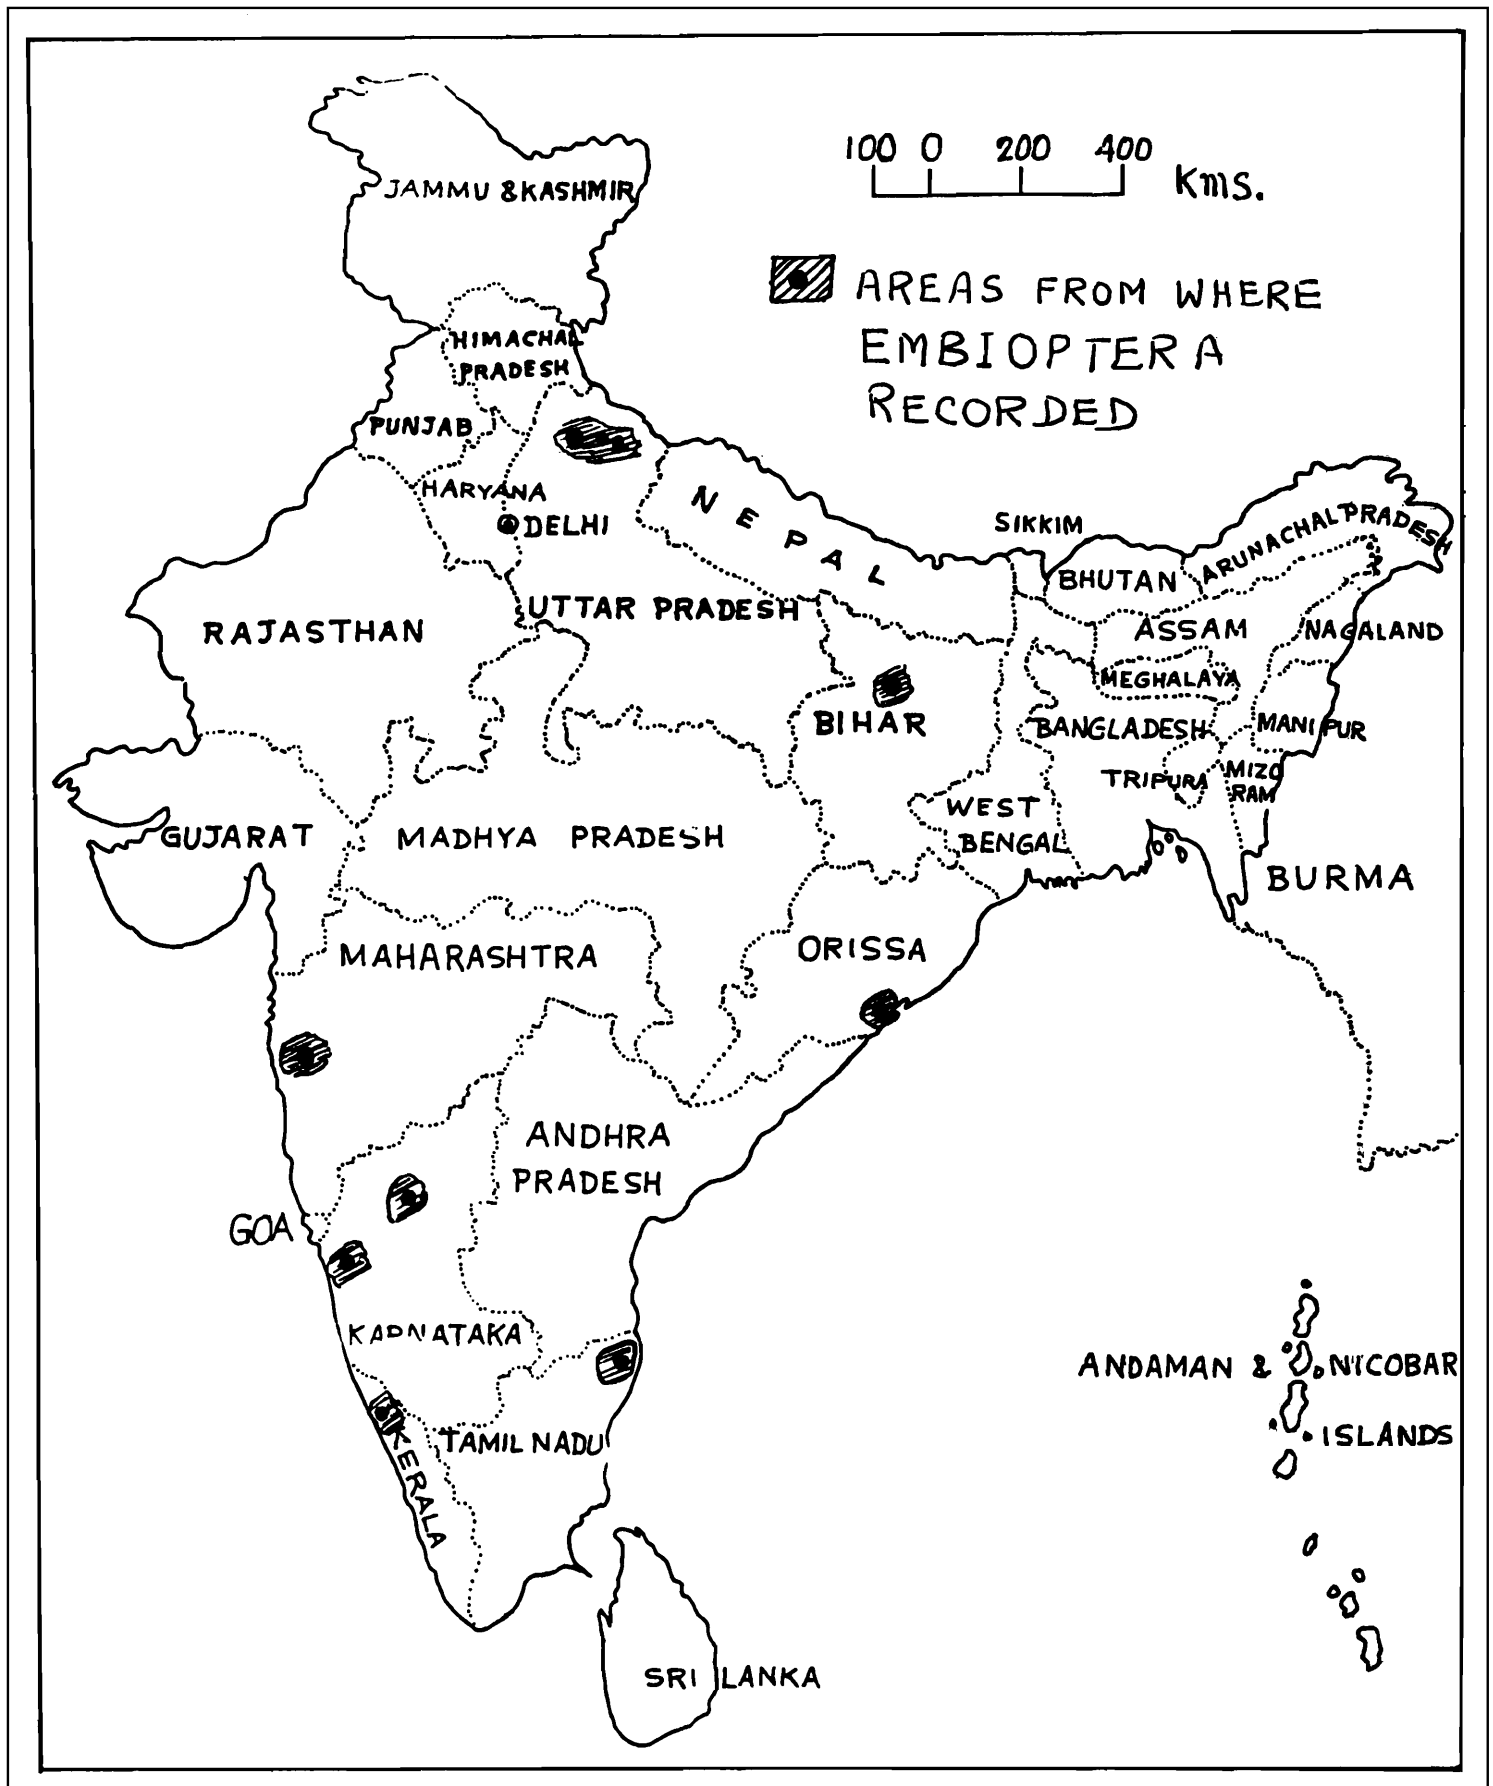 100 0 200 400
Kms.
JAMMU & KASHMIR
AREAS FROM WHERE
EMBIOPTERA
RECORDED
HIMACHAL
PRADESH
PUNJAB
HARYANA
DELHI
NEPAL
SIKKIM
BHUTAN
ARUNACHAL PRADESH
RAJASTHAN
UTTAR PRADESH
ASSAM
NAGALAND
MEGHALAYA
BIHAR
BANGLADESH
MANIPUR
TRIPURA
MIZO
RAM
GUJARAT
MADHYA PRADESH
WEST
BENGAL
BURMA
MAHARASHTRA
ORISSA
ANDHRA
PRADESH
GOA
KADNATAKA
ANDAMAN & NICOBAR
ISLANDS
TAMIL NADU
KERALA
SRI LANKA